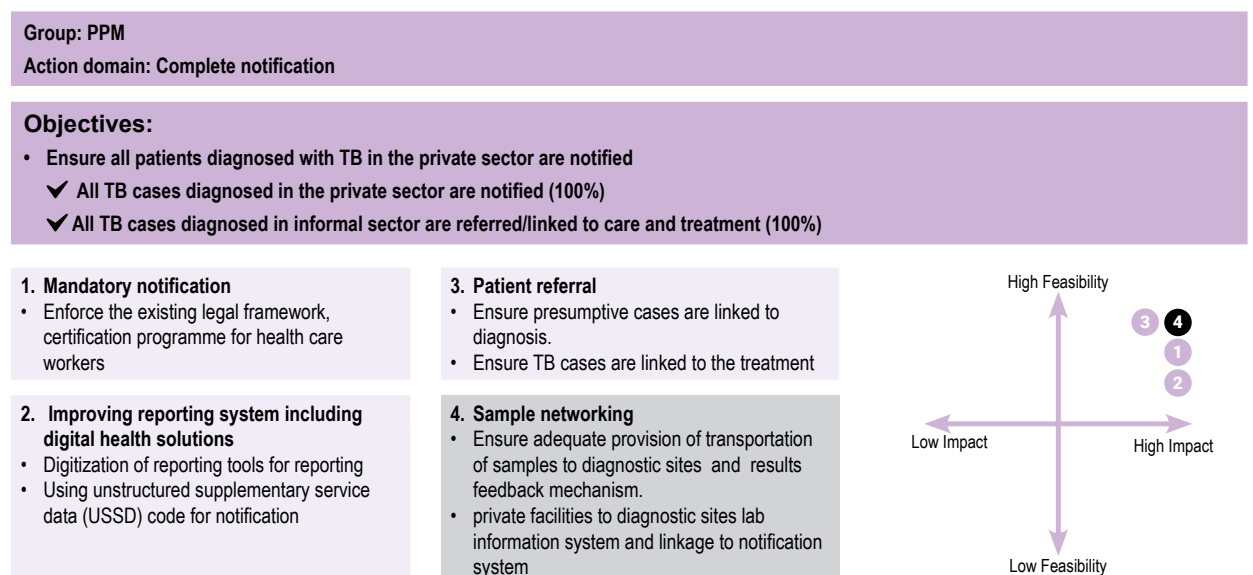 Group: PPM
Action domain: Complete notification
Objectives:
• Ensure all patients diagnosed with TB in the private sector are notified
✔ All TB cases diagnosed in the private sector are notified (100%)
✔ All TB cases diagnosed in informal sector are referred/linked to care and treatment (100%)
1. Mandatory notification
• Enforce the existing legal framework,
certification programme for health care
workers
2. Improving reporting system including
digital health solutions
• Digitization of reporting tools for reporting
• Using unstructured supplementary service
data (USSD) code for notification
3. Patient referral
• Ensure presumptive cases are linked to
diagnosis.
• Ensure TB cases are linked to the treatment
4. Sample networking
• Ensure adequate provision of transportation
of samples to diagnostic sites and results
feedback mechanism.
• private facilities to diagnostic sites lab
information system and linkage to notification
system
High Feasibility
3 4
1
2
Low Impact
High Impact
Low Feasibility